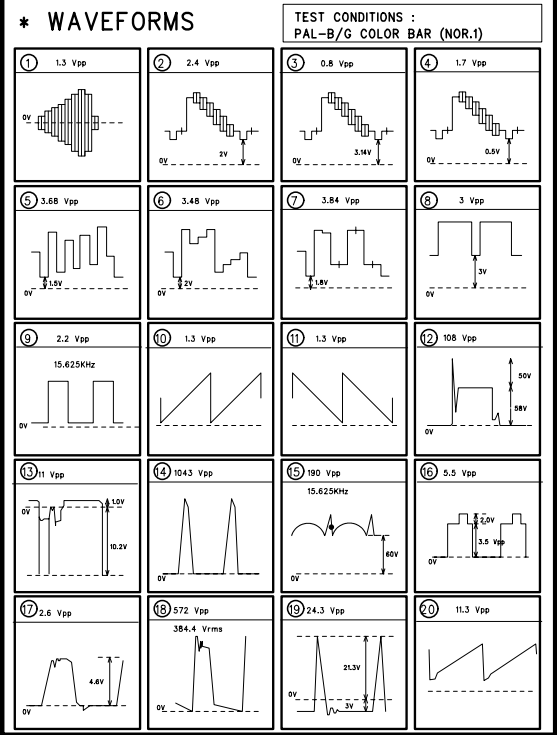 * WAVEFORMS
TEST CONDITIONS :
PAL-B/G COLOR BAR (NOR.1)
1 1.3 Vpp
0V
2 2.4 Vpp
2V
0V
3 0.8 Vpp
3.14V
0V
4 1.7 Vpp
0.5V
0V
5 3.68 Vpp
1.5V
0V
6 3.48 Vpp
2V
0V
7 3.84 Vpp
1.8V
0V
8 3 Vpp
3V
0V
9 2.2 Vpp
15.625KHz
0V
10 1.3 Vpp
11 1.3 Vpp
12 108 Vpp
50V
58V
0V
13 11 Vpp
1.0V
0V
10.2V
14 1043 Vpp
0V
15 190 Vpp
15.625KHz
60V
0V
16 5.5 Vpp
2.0V
3.5 Vpp
0V
17 2.6 Vpp
4.6V
0V
18 572 Vpp
384.4 Vrms
0V
19 24.3 Vpp
21.3V
0V
3V
20 11.3 Vpp